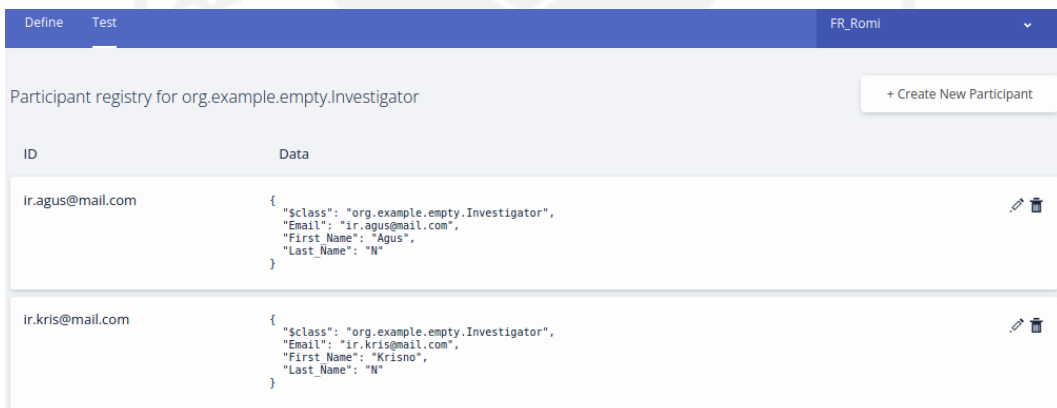 Define Test FR_Romi
Participant registry for org.example.empty.Investigator + Create New Participant
ID Data
ir.agus@mail.com {
"$class": "org.example.empty.Investigator",
"Email": "ir.agus@mail.com",
"First_Name": "Agus",
"Last_Name": "N"
}
ir.kris@mail.com {
"$class": "org.example.empty.Investigator",
"Email": "ir.kris@mail.com",
"First_Name": "Krisno",
"Last_Name": "N"
}